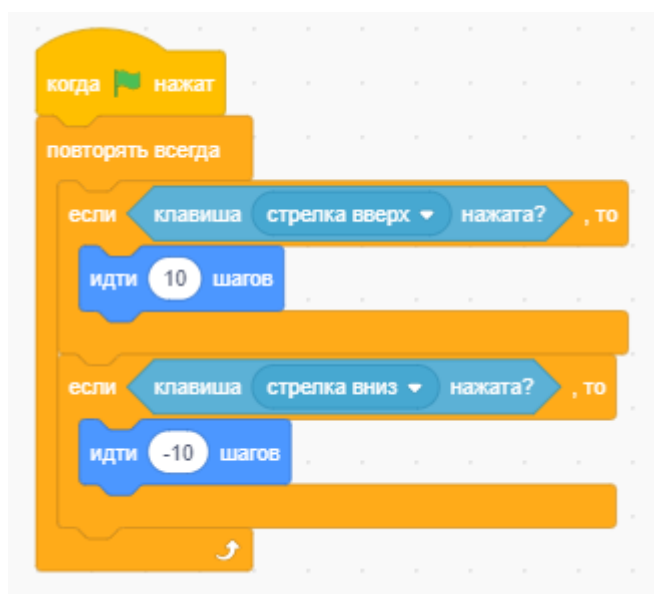 когда нажат
повторять всегда
если клавиша стрелка вверх нажата? , то
идти 10 шагов
если клавиша стрелка вниз нажата? , то
идти -10 шагов